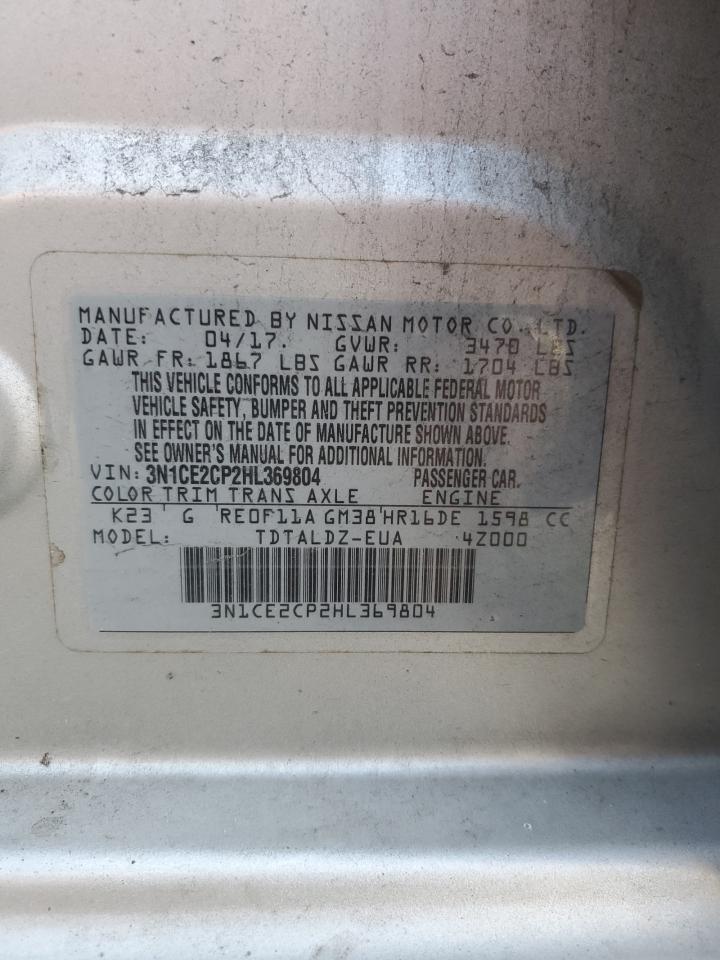 MANUFACTURED BY NISSAN MOTOR CO., LTD.
DATE: 04/17. GVWR: 3470 LBS
GAWR FR: 1867 LBS GAWR RR: 1704 LBS
THIS VEHICLE CONFORMS TO ALL APPLICABLE FEDERAL MOTOR
VEHICLE SAFETY, BUMPER AND THEFT PREVENTION STANDARDS
IN EFFECT ON THE DATE OF MANUFACTURE SHOWN ABOVE.
SEE OWNER'S MANUAL FOR ADDITIONAL INFORMATION.
VIN: 3N1CE2CP2HL369804 PASSENGER CAR.
COLOR TRIM TRANS AXLE ENGINE
K23 ' G 'RE0F11A GM38'HR16DE 1598 CC
MODEL: TDTALDZ-EUA 4Z000
3N1CE2CP2HL369804